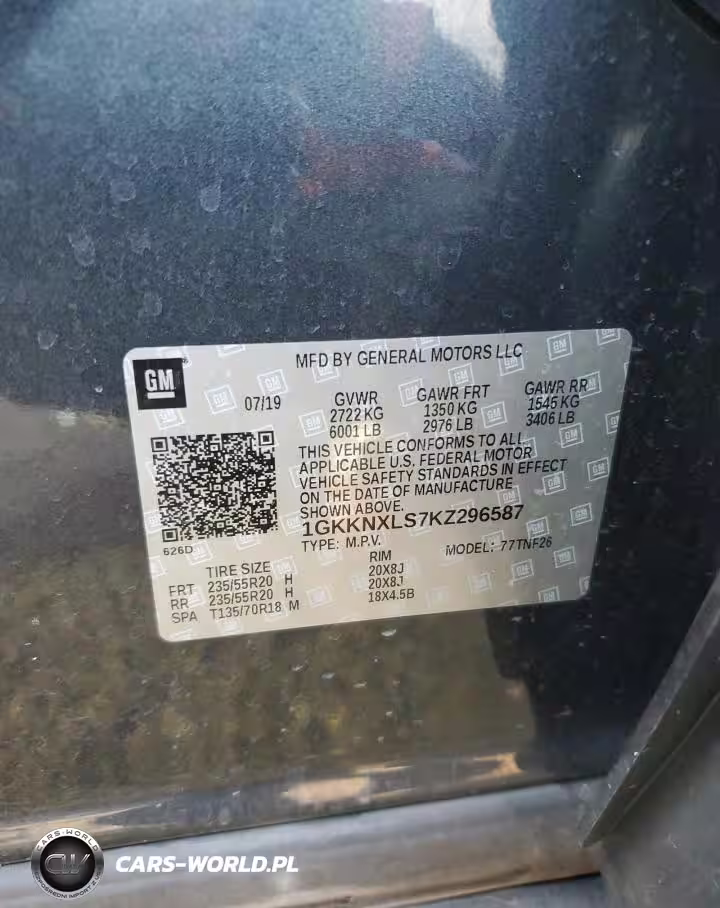 MFD BY GENERAL MOTORS LLC
GM
07/19
GVWR GAWR FRT GAWR RR
2722 KG 1350 KG 1545 KG
6001 LB 2976 LB 3406 LB
THIS VEHICLE CONFORMS TO ALL
APPLICABLE U.S. FEDERAL MOTOR
VEHICLE SAFETY STANDARDS IN EFFECT
ON THE DATE OF MANUFACTURE
SHOWN ABOVE.
1GKKNXLS7KZ296587
626D
TYPE: M.P.V. MODEL: 77TNF26
TIRE SIZE RIM
FRT 235/55R20 H 20X8J
RR 235/55R20 H 20X8J
SPA T135/70R18 M 18X4.5B
CARS-WORLD
CW
CARS-WORLD.PL